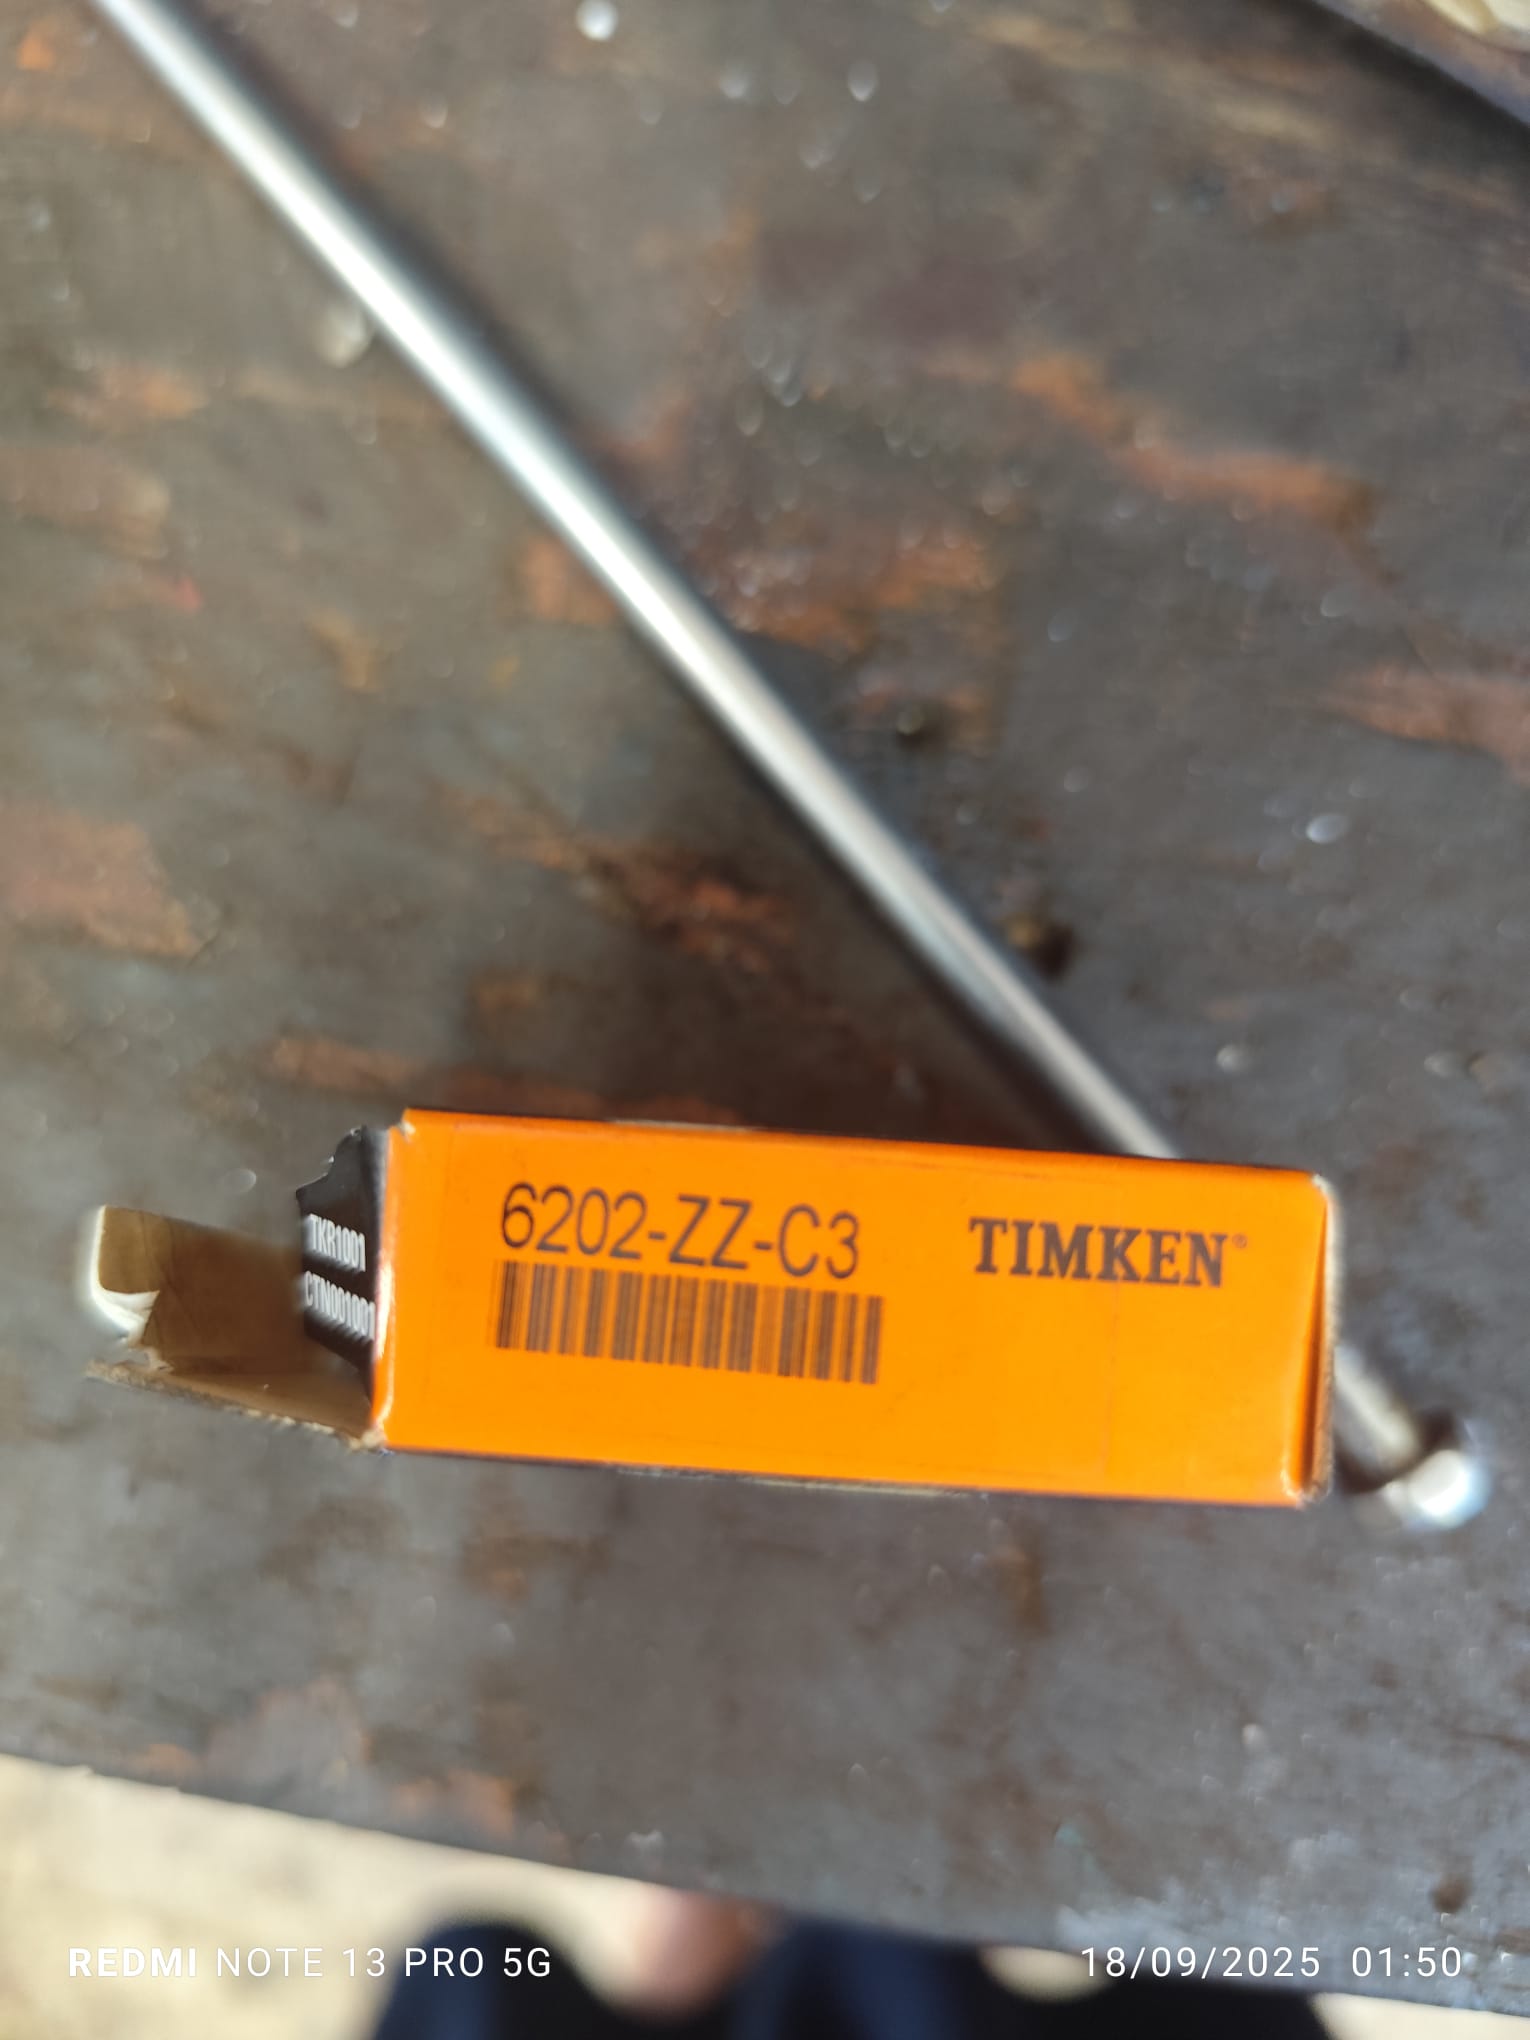 6202-ZZ-C3
TIMKEN®
TKR1001
CTN001001
REDMI NOTE 13 PRO 5G
18/09/2025 01:50